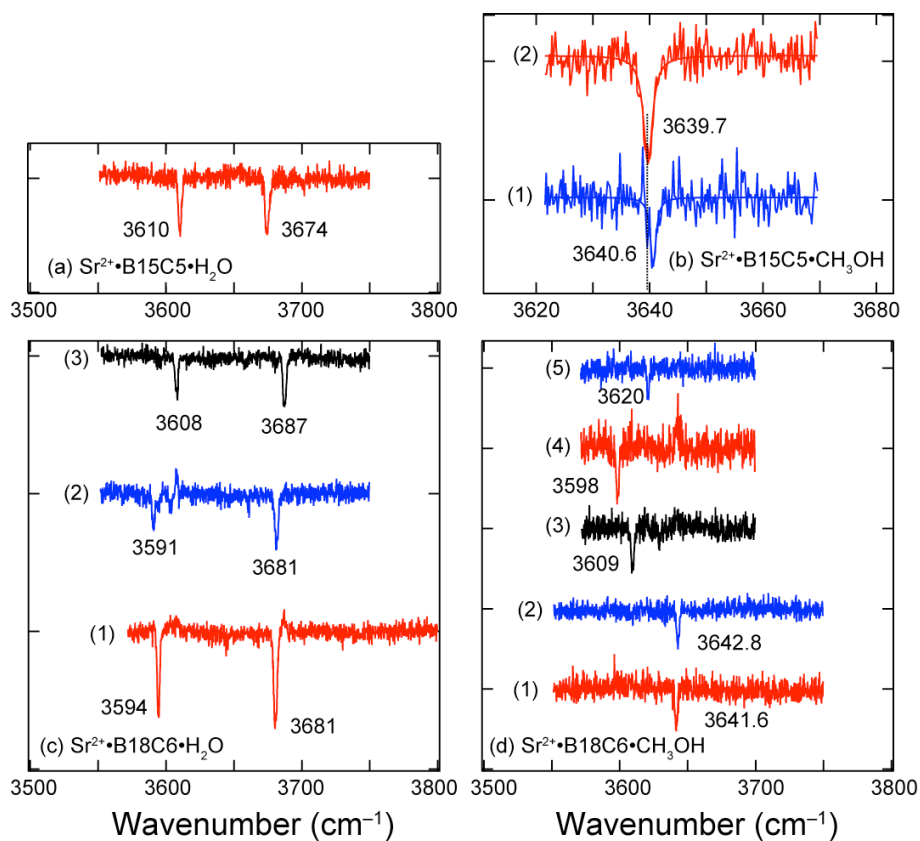 (2)
3639.7
(1)
3640.6
(b) Sr²⁺•B15C5•CH₃OH
3620 3640 3660 3680
3610 3674
(a) Sr²⁺•B15C5•H₂O
3500 3600 3700 3800
(3)
3608 3687
(2)
3591
3681
(1)
3594
3681
(c) Sr²⁺•B18C6•H₂O
3500 3600 3700 3800
Wavenumber (cm⁻¹)
(5)
3620
(4)
3598
(3)
3609
(2)
3642.8
(1)
3641.6
(d) Sr²⁺•B18C6•CH₃OH
3500 3600 3700 3800
Wavenumber (cm⁻¹)